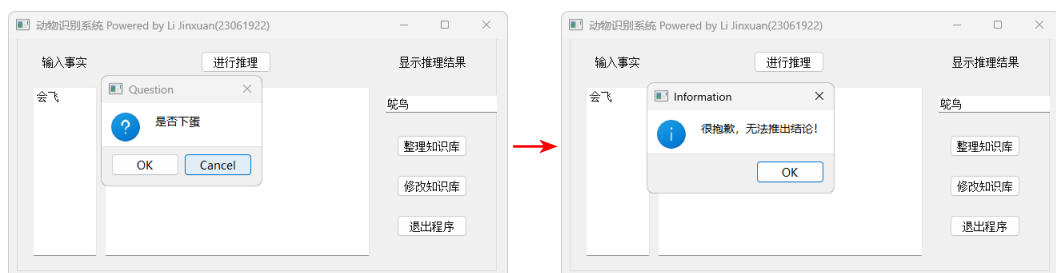 动物识别系统 Powered by Li Jinxuan(23061922)
输入事实
进行推理
显示推理结果
会飞
Question
是否下蛋
OK
Cancel
鸵鸟
整理知识库
修改知识库
退出程序
动物识别系统 Powered by Li Jinxuan(23061922)
输入事实
进行推理
显示推理结果
会飞
Information
很抱歉，无法推出结论！
OK
鸵鸟
整理知识库
修改知识库
退出程序